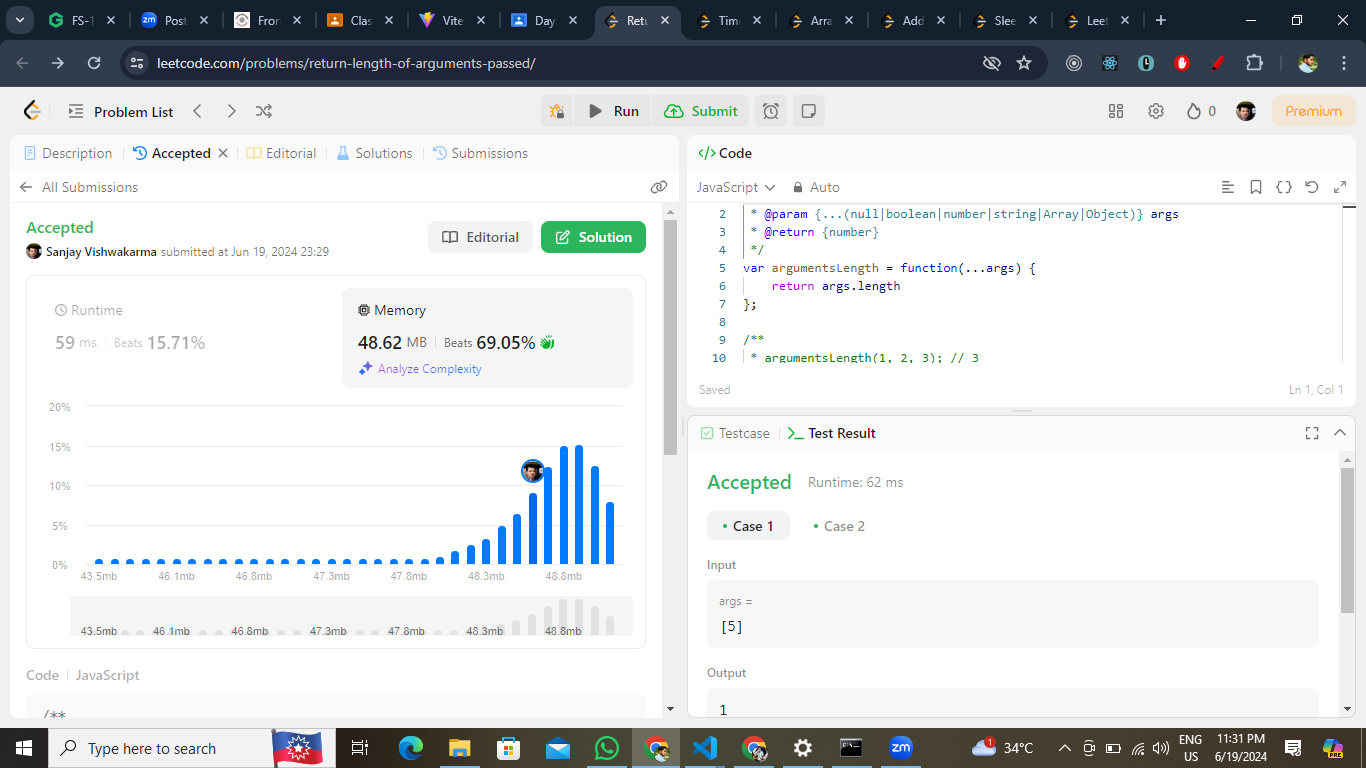 FS-1
Post
Fron
Clas
Vite
Day
Retu
Time
Arra
Add
Slee
Leet
leetcode.com/problems/return-length-of-arguments-passed/
Problem List
Run
Submit
0
Premium
Description
Accepted
Editorial
Solutions
Submissions
All Submissions
Accepted
Sanjay Vishwakarma submitted at Jun 19, 2024 23:29
Editorial
Solution
Runtime
59 ms Beats 15.71%
Memory
48.62 MB Beats 69.05%
Analyze Complexity
20%
15%
10%
5%
0%
43.5mb 46.1mb 46.8mb 47.3mb 47.8mb 48.3mb 48.8mb
43.5mb 46.1mb 46.8mb 47.3mb 47.8mb 48.3mb 48.8mb
Code JavaScript
/**
Code
JavaScript
Auto
2 * @param {...(null|boolean|number|string|Array|Object)} args
3 * @return {number}
4 */
5 var argumentsLength = function(...args) {
6 return args.length
7 };
8
9 /**
10 * argumentsLength(1, 2, 3); // 3
Saved
Ln 1, Col 1
Testcase
Test Result
Accepted Runtime: 62 ms
Case 1
Case 2
Input
args =
[5]
Output
1
Type here to search
1
34°C
ENG
US
11:31 PM
6/19/2024
PRE